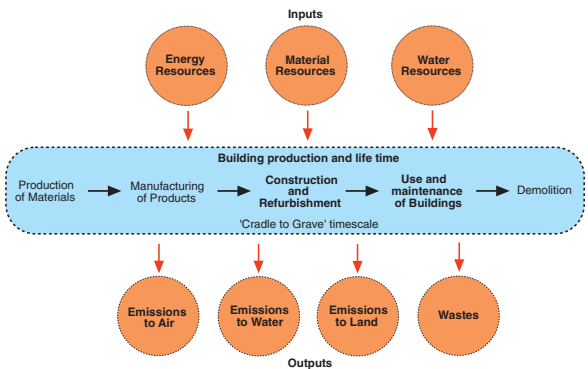 Inputs
Energy
Resources
Material
Resources
Water
Resources
Building production and life time
Production
of Materials
Manufacturing
of Products
Construction
and
Refurbishment
Use and
maintenance
of Buildings
Demolition
'Cradle to Grave' timescale
Emissions
to Air
Emissions
to Water
Emissions
to Land
Wastes
Outputs